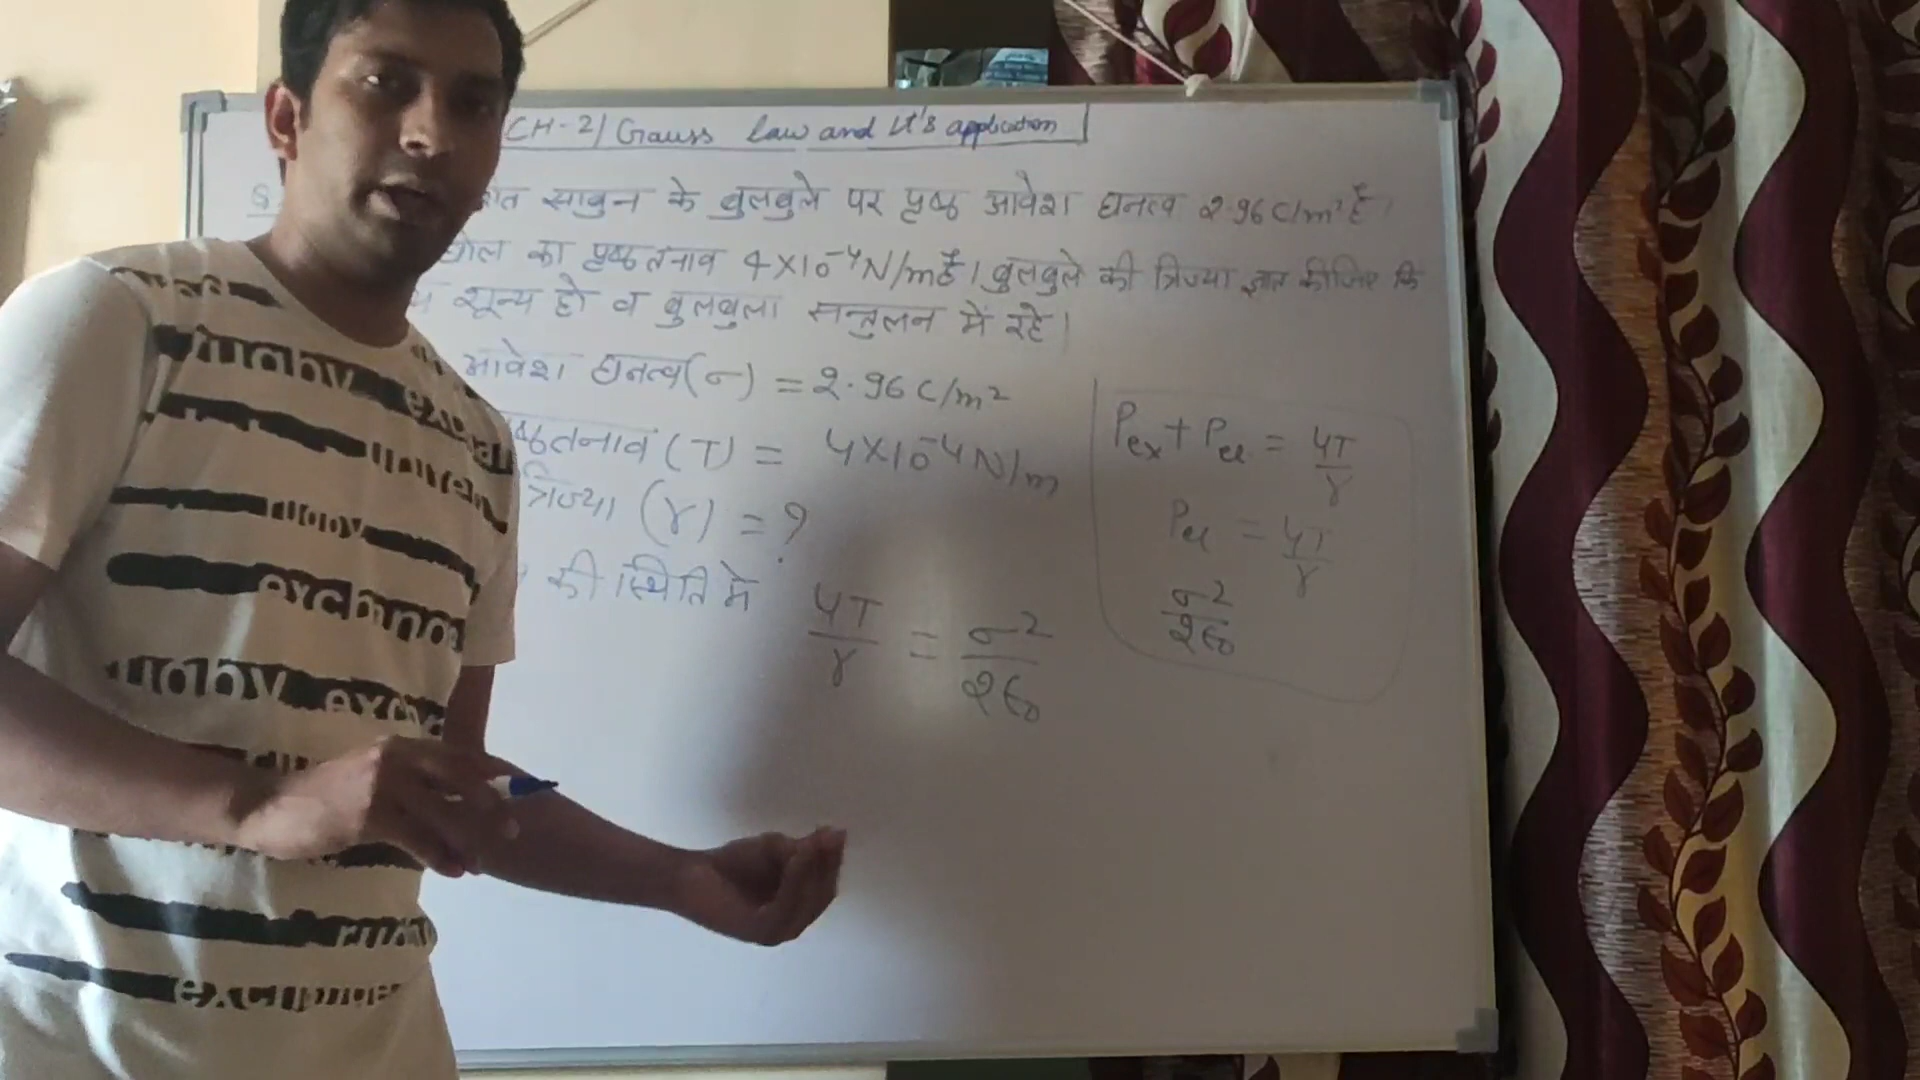 CH-2/ Gauss law and It's application
साबुन के बुलबुले पर पृष्ठ आवेश घनत्व 2.96 C/m² है।
घोल का पृष्ठ तनाव 4×10⁻⁴N/m है। बुलबुले की त्रिज्या ज्ञात कीजिए कि
शून्य हो व बुलबुला सन्तुलन में रहे।
आवेश घनत्व(σ) = 2.96 C/m²
तनाव (T) = 4×10⁻⁴N/m
त्रिज्या (r) = ?
की स्थिति में 4T/r = σ²/2ϵ₀
Pex + Pel = 4T/r
Pel = 4T/r
σ²/2ϵ₀